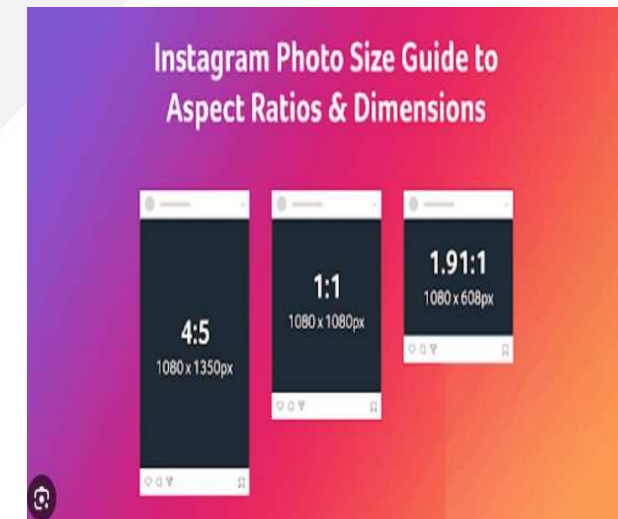 Instagram Photo Size Guide to
Aspect Ratios & Dimensions
4:5
1080 x 1350px
1:1
1080 x 1080px
1.91:1
1080 x 608px